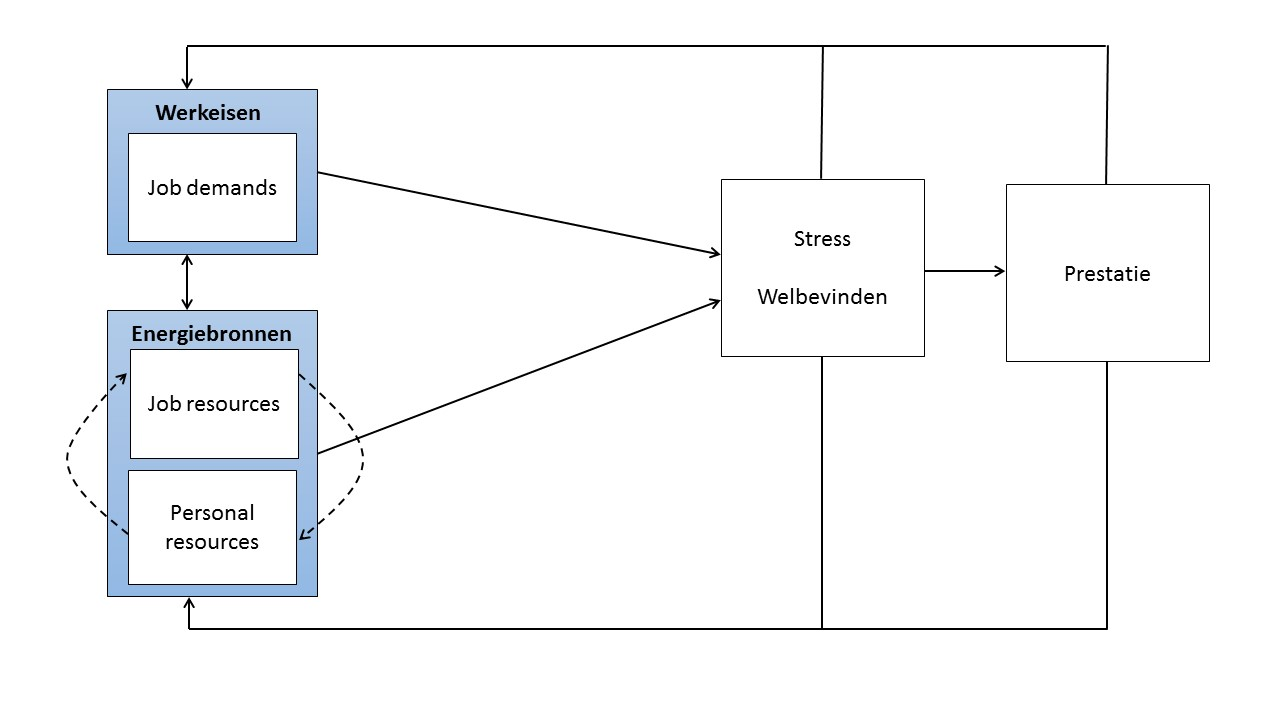 Werkeisen
Job demands
Energiebronnen
Job resources
Personal
resources
Stress
Welbevinden
Prestatie